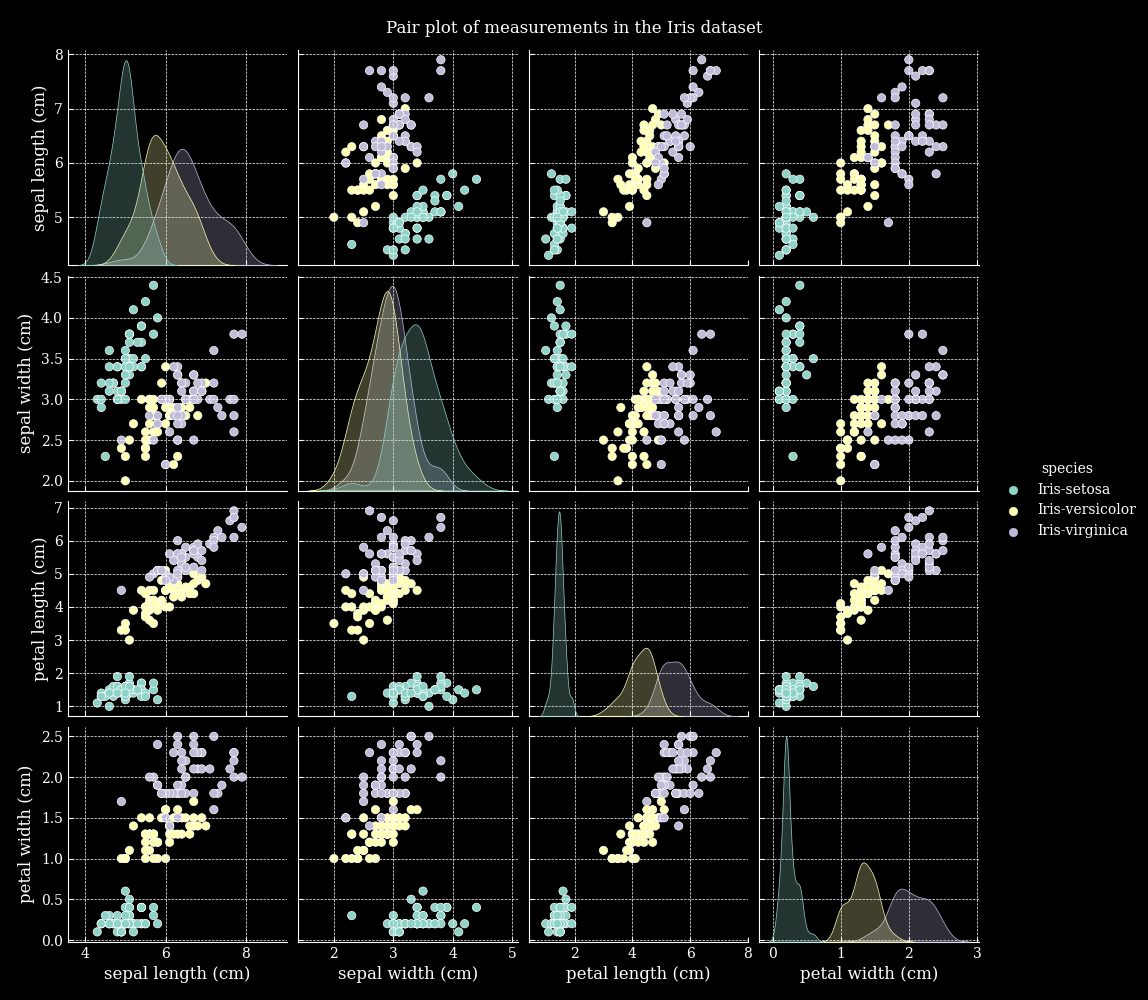 Pair plot of measurements in the Iris dataset
8
7
6
5
sepal length (cm)
4.5
4.0
3.5
3.0
2.5
2.0
sepal width (cm)
7
6
5
4
3
2
1
petal length (cm)
2.5
2.0
1.5
1.0
0.5
0.0
petal width (cm)
4 6 8
sepal length (cm)
2 3 4 5
sepal width (cm)
2 4 6 8
petal length (cm)
0 1 2 3
petal width (cm)
species
Iris-setosa
Iris-versicolor
Iris-virginica